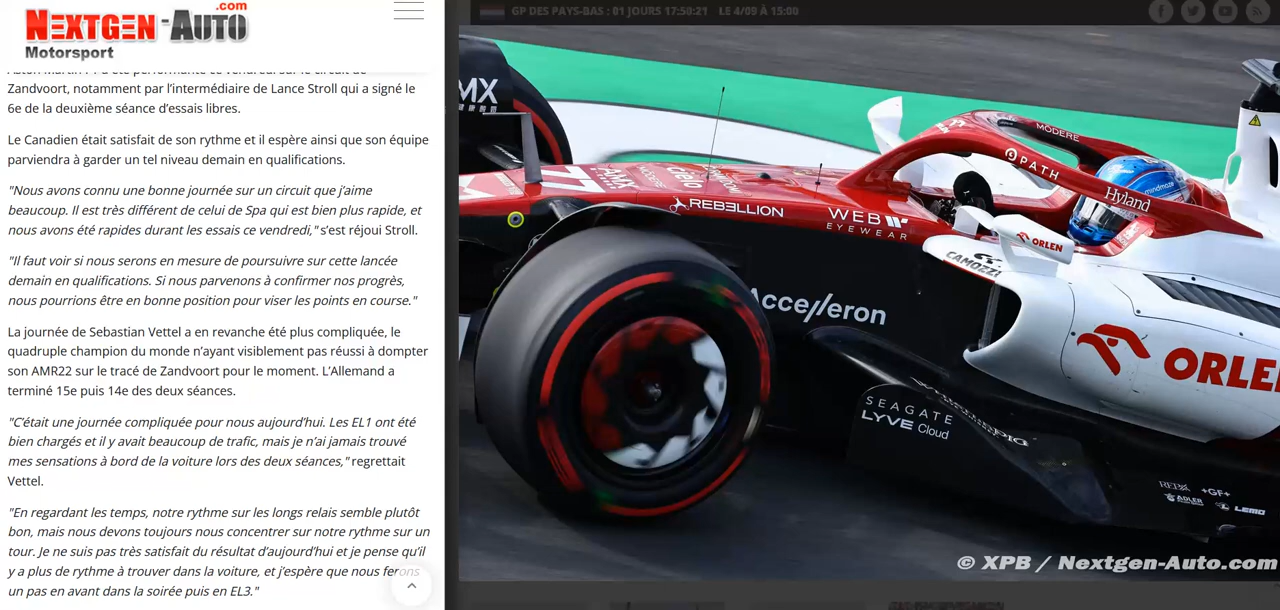 NEXTGEN-AUTO
.com
Motorsport
Zandvoort, notamment par l’intermédiaire de Lance Stroll qui a signé le
6e de la deuxième séance d’essais libres.
Le Canadien était satisfait de son rythme et il espère ainsi que son équipe
parviendra à garder un tel niveau demain en qualifications.
"Nous avons connu une bonne journée sur un circuit que j’aime
beaucoup. Il est très différent de celui de Spa qui est bien plus rapide, et
nous avons été rapides durant les essais ce vendredi," s’est réjoui Stroll.
"Il faut voir si nous serons en mesure de poursuivre sur cette lancée
demain en qualifications. Si nous parvenons à confirmer nos progrès,
nous pourrions être en bonne position pour viser les points en course."
La journée de Sebastian Vettel a en revanche été plus compliquée, le
quadruple champion du monde n’ayant visiblement pas réussi à dompter
son AMR22 sur le tracé de Zandvoort pour le moment. L’Allemand a
terminé 15e puis 14e des deux séances.
"C’était une journée compliquée pour nous aujourd’hui. Les EL1 ont été
bien chargés et il y avait beaucoup de trafic, mais je n’ai jamais trouvé
mes sensations à bord de la voiture lors des deux séances," regrettait
Vettel.
"En regardant les temps, notre rythme sur les longs relais semble plutôt
bon, mais nous devons toujours nous concentrer sur notre rythme sur un
tour. Je ne suis pas très satisfait du résultat d’aujourd’hui et je pense qu’il
y a plus de rythme à trouver dans la voiture, et j’espère que nous ferons
un pas en avant dans la soirée puis en EL3."
GP DES PAYS-BAS : 01 JOURS 17:50:21 LE 4/09 À 15:00
MX
77
AMX
REBELLION
WEB
EYEWEAR
MODERE
PATH
Hyland
mindmaze
ORLEN
CAMOZZI
Accelleron
ORLE
SEAGATE
LYVE Cloud
+GF+
ADLER
LEMO
© XPB / Nextgen-Auto.com